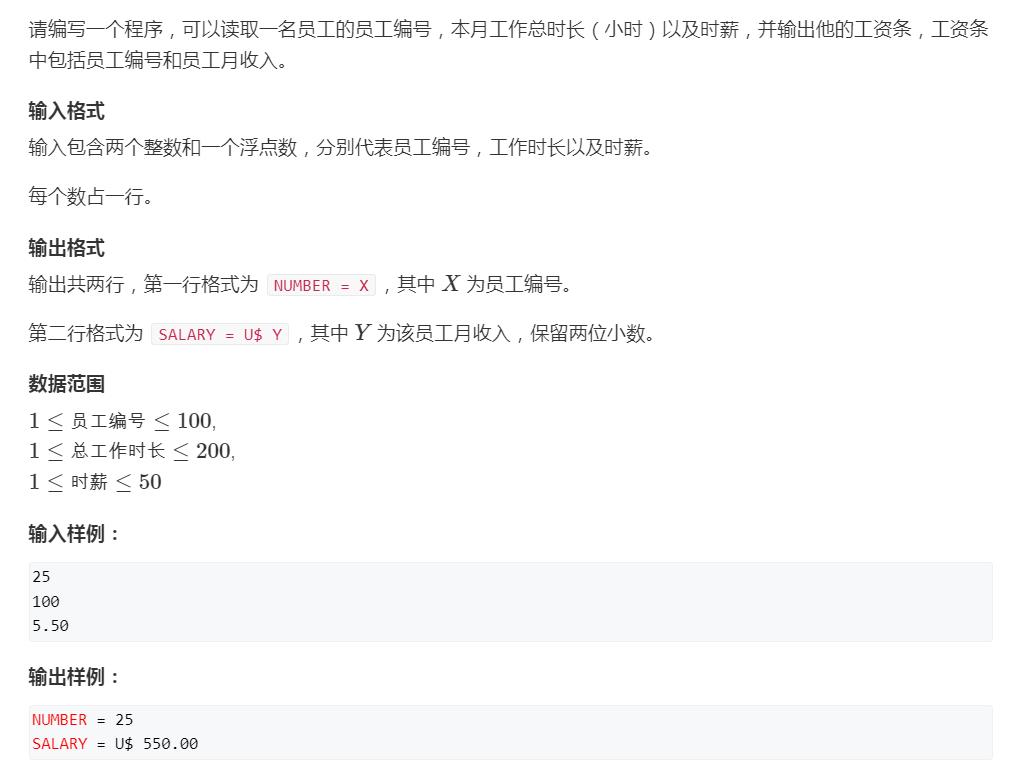 请编写一个程序，可以读取一名员工的员工编号，本月工作总时长（小时）以及时薪，并输出他的工资条，工资条
中包括员工编号和员工月收入。
输入格式
输入包含两个整数和一个浮点数，分别代表员工编号，工作时长以及时薪。
每个数占一行。
输出格式
输出共两行，第一行格式为 NUMBER = X ，其中 X 为员工编号。
第二行格式为 SALARY = U$ Y ，其中 Y 为该员工月收入，保留两位小数。
数据范围
1 ≤ 员工编号 ≤ 100,
1 ≤ 总工作时长 ≤ 200,
1 ≤ 时薪 ≤ 50
输入样例：
25
100
5.50
输出样例：
NUMBER = 25
SALARY = U$ 550.00